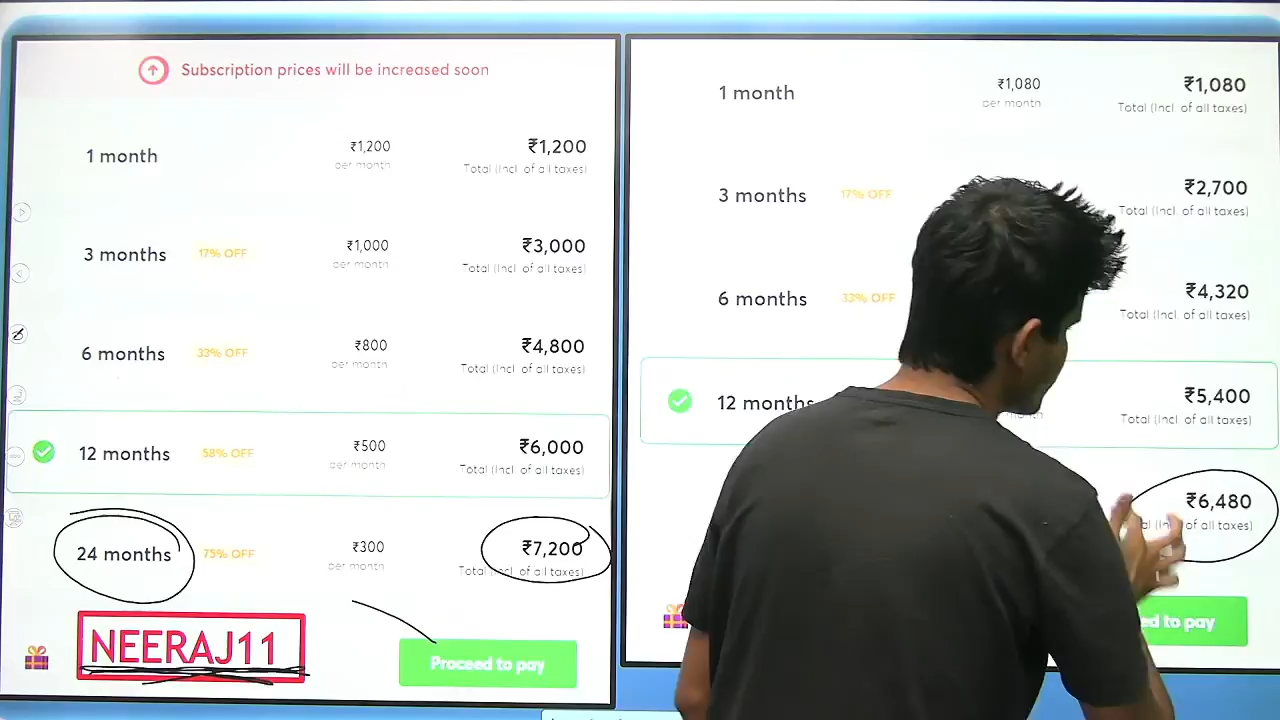 Subscription prices will be increased soon
1 month ₹1,200 ₹1,200
per month Total (Incl. of all taxes)
3 months 17% OFF ₹1,000 ₹3,000
per month Total (Incl. of all taxes)
6 months 33% OFF ₹800 ₹4,800
per month Total (Incl. of all taxes)
12 months 58% OFF ₹500 ₹6,000
per month Total (Incl. of all taxes)
24 months 75% OFF ₹300 ₹7,200
per month Total (Incl. of all taxes)
NEERAJ11
Proceed to pay
1 month ₹1,080 ₹1,080
per month Total (Incl. of all taxes)
3 months 17% OFF ₹2,700
Total (Incl. of all taxes)
6 months 33% OFF ₹4,320
Total (Incl. of all taxes)
12 months ₹5,400
Total (Incl. of all taxes)
₹6,480
of all taxes)
to pay